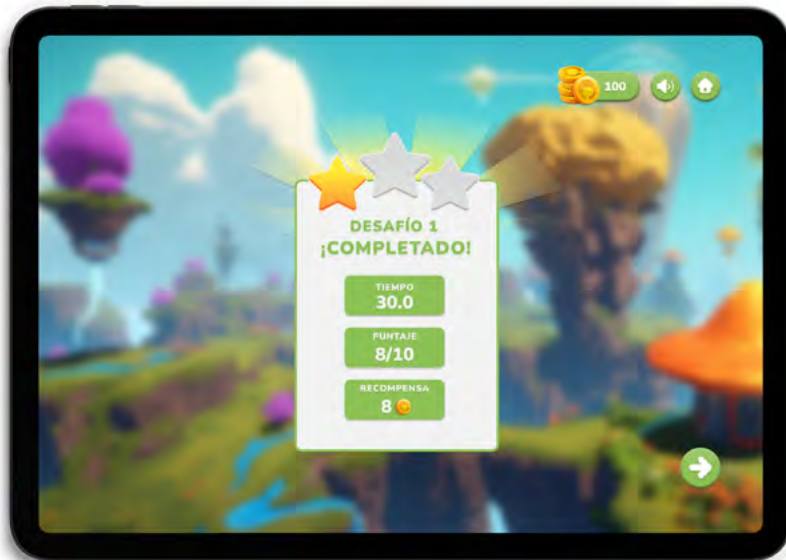 100
DESAFÍO 1
¡COMPLETADO!
TIEMPO
30.0
PUNTAJE
8/10
RECOMPENSA
8